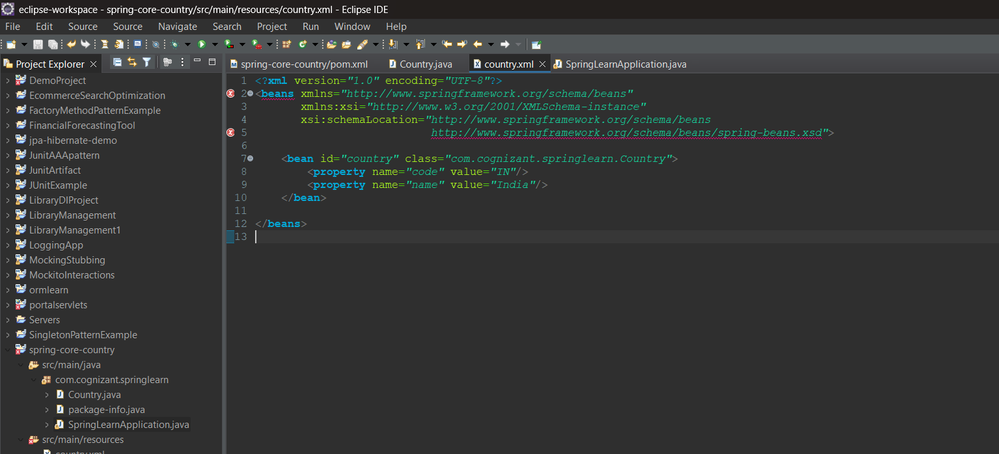 eclipse-workspace - spring-core-country/src/main/resources/country.xml - Eclipse IDE
File Edit Source Source Navigate Search Project Run Window Help
Project Explorer
spring-core-country/pom.xml Country.java country.xml SpringLearnApplication.java
DemoProject
EcommerceSearchOptimization
FactoryMethodPatternExample
FinancialForecastingTool
jpa-hibernate-demo
JunitAAApattern
JunitArtifact
JUnitExample
LibraryDIProject
LibraryManagement
LibraryManagement1
LoggingApp
MockingStubbing
MockitoInteractions
ormlearn
portalservlets
Servers
SingletonPatternExample
spring-core-country
src/main/java
com.cognizant.springlearn
Country.java
package-info.java
SpringLearnApplication.java
src/main/resources
country.xml
1 <?xml version="1.0" encoding="UTF-8"?>
2 <beans xmlns="http://www.springframework.org/schema/beans"
3 xmlns:xsi="http://www.w3.org/2001/XMLSchema-instance"
4 xsi:schemaLocation="http://www.springframework.org/schema/beans
5 http://www.springframework.org/schema/beans/spring-beans.xsd">
6
7 <bean id="country" class="com.cognizant.springlearn.Country">
8 <property name="code" value="IN"/>
9 <property name="name" value="India"/>
10 </bean>
11
12 </beans>
13